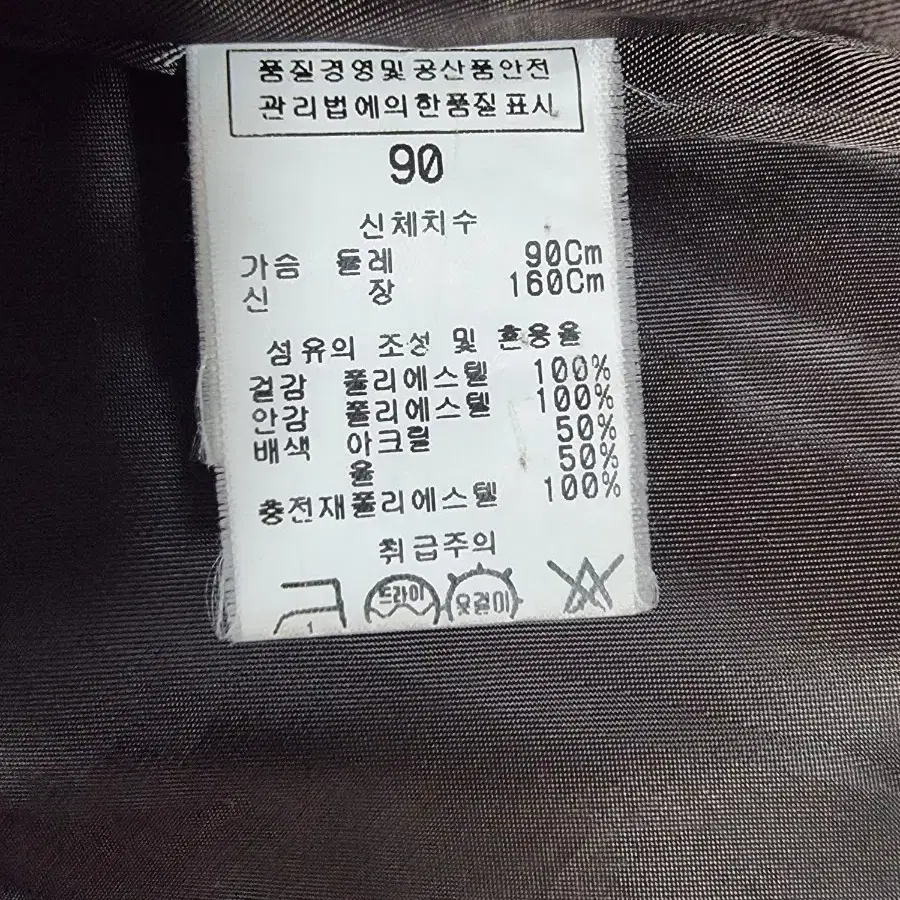 품질경영및공산품안전
관리법에의한품질표시
90
신체치수
가슴 둘레 90Cm
신 장 160Cm
섬유의 조성 및 혼용율
겉감 폴리에스텔 100%
안감 폴리에스텔 100%
배색 아크릴 50%
울 50%
충전재폴리에스텔 100%
취급주의
1 드라이 옷걸이